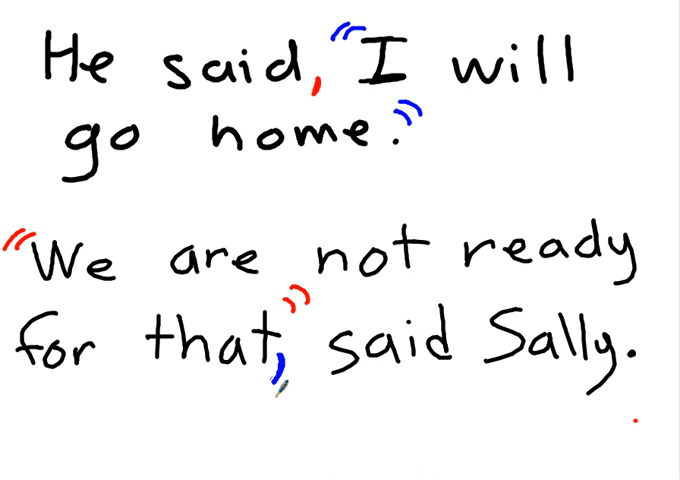 He said, "I will
go home."
"We are not ready
for that," said Sally.